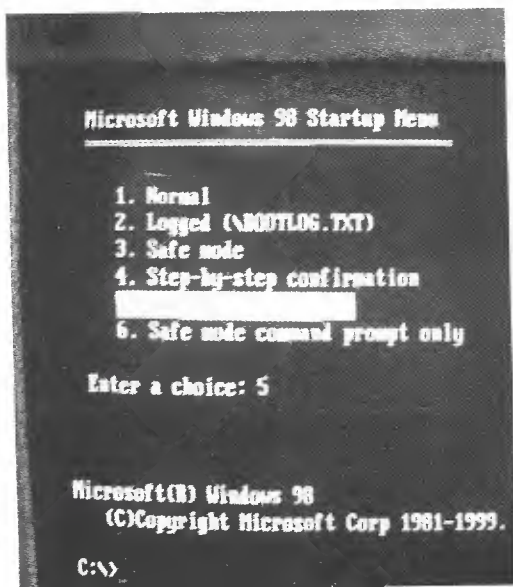 Microsoft Windows 98 Startup Menu
1. Normal
2. Logged (\BOOTLOG.TXT)
3. Safe mode
4. Step-by-step confirmation
6. Safe mode command prompt only
Enter a choice: 5
Microsoft(R) Windows 98
(C)Copyright Microsoft Corp 1981-1999.
C:\>